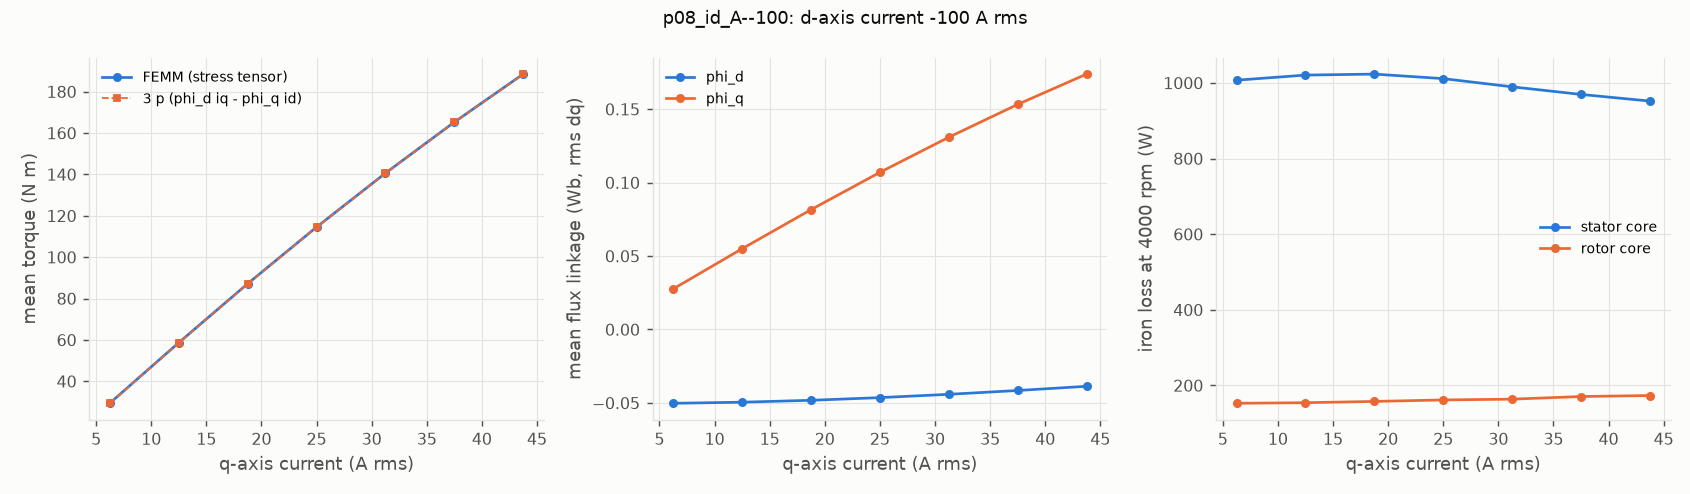 p08_id_A--100: d-axis current -100 A rms
mean torque (N m)
180
160
140
120
100
80
60
40
FEMM (stress tensor)
3 p (phi_d iq - phi_q id)
5 10 15 20 25 30 35 40 45
q-axis current (A rms)
mean flux linkage (Wb, rms dq)
0.15
0.10
0.05
0.00
−0.05
phi_d
phi_q
5 10 15 20 25 30 35 40 45
q-axis current (A rms)
iron loss at 4000 rpm (W)
1000
800
600
400
200
stator core
rotor core
5 10 15 20 25 30 35 40 45
q-axis current (A rms)